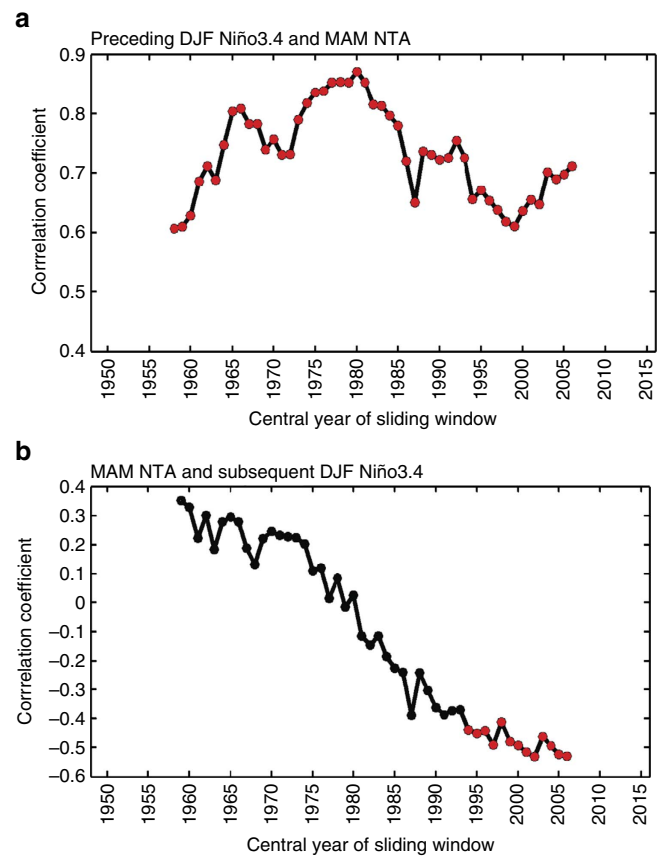 a
Preceding DJF Niño3.4 and MAM NTA
0.9
0.8
0.7
0.6
0.5
0.4
Corrrelation coefficient
1950 1955 1960 1965 1970 1975 1980 1985 1990 1995 2000 2005 2010 2015
Central year of sliding window
b
MAM NTA and subsequent DJF Niño3.4
0.4
0.3
0.2
0.1
0
–0.1
–0.2
–0.3
–0.4
–0.5
–0.6
Corrrelation coefficient
1950 1955 1960 1965 1970 1975 1980 1985 1990 1995 2000 2005 2010 2015
Central year of sliding window